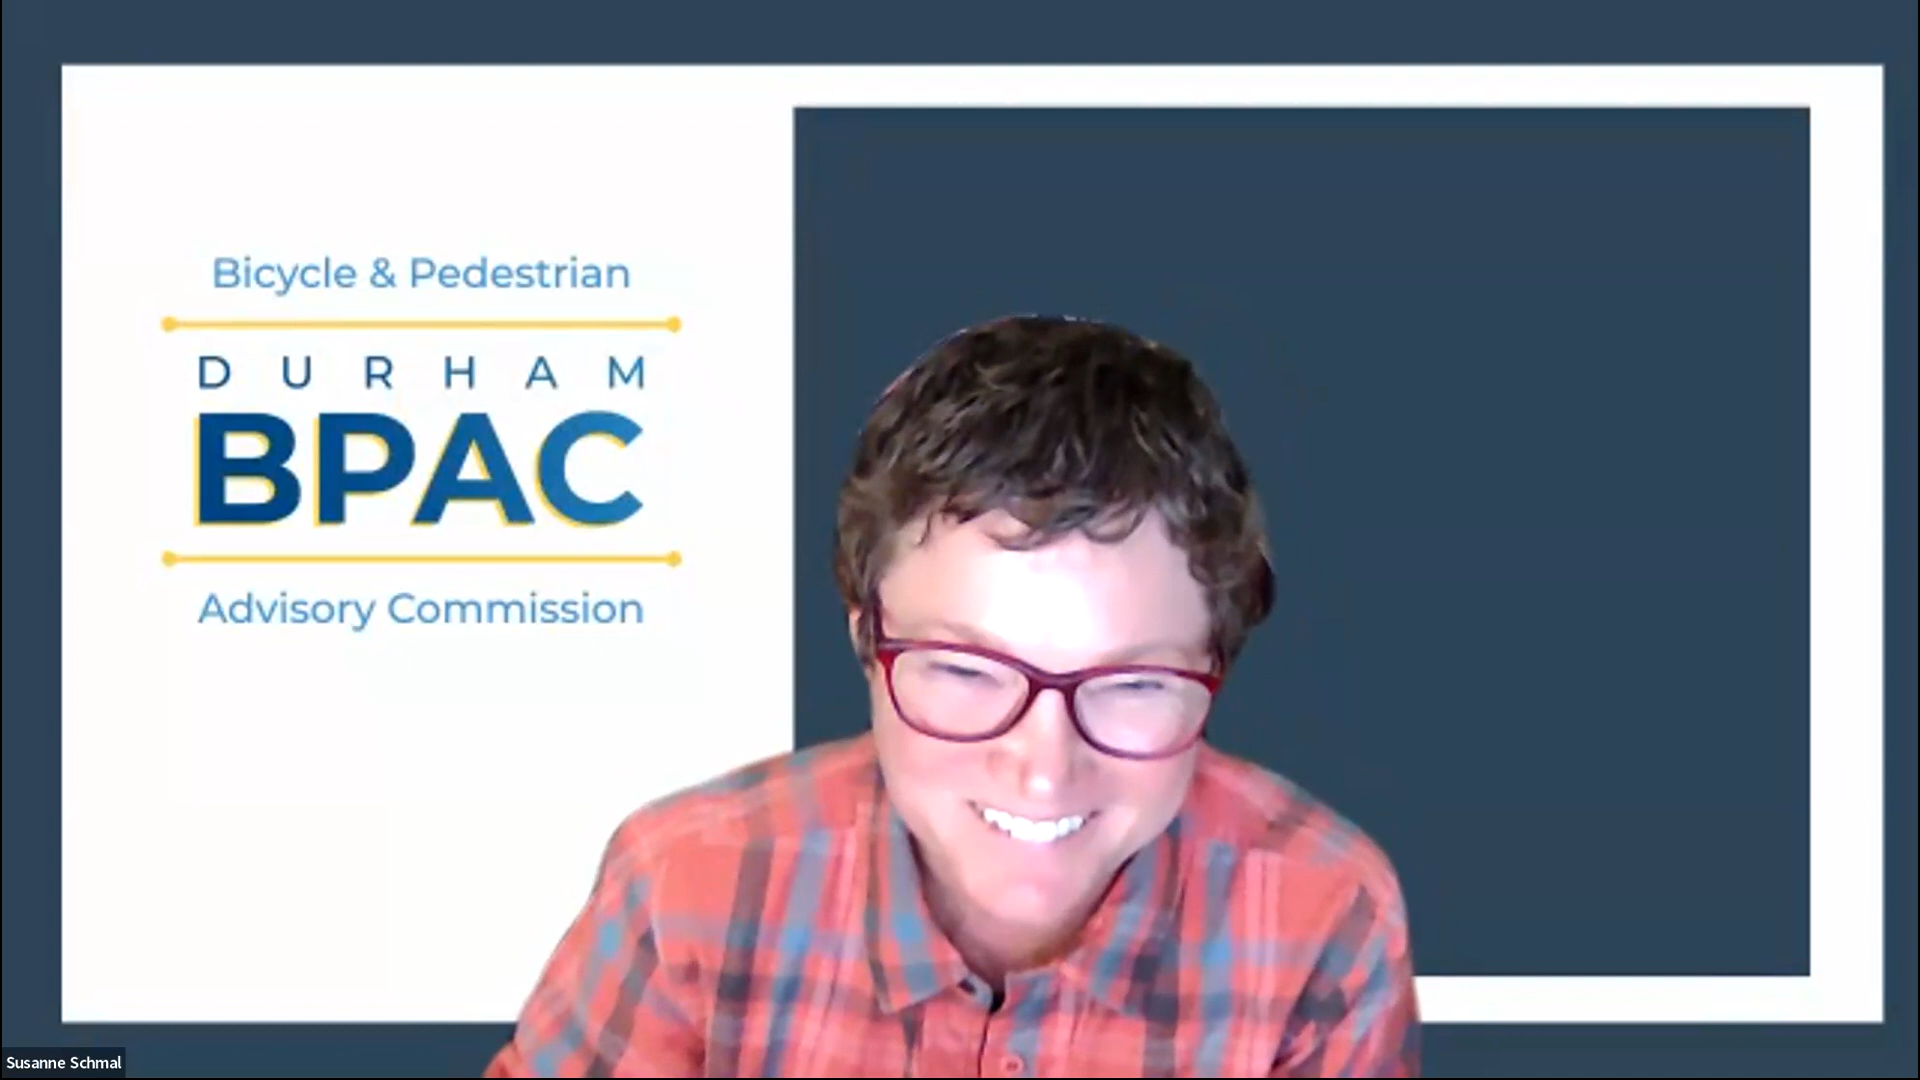 Bicycle & Pedestrian
DURHAM
BPAC
Advisory Commission
Susanne Schmal